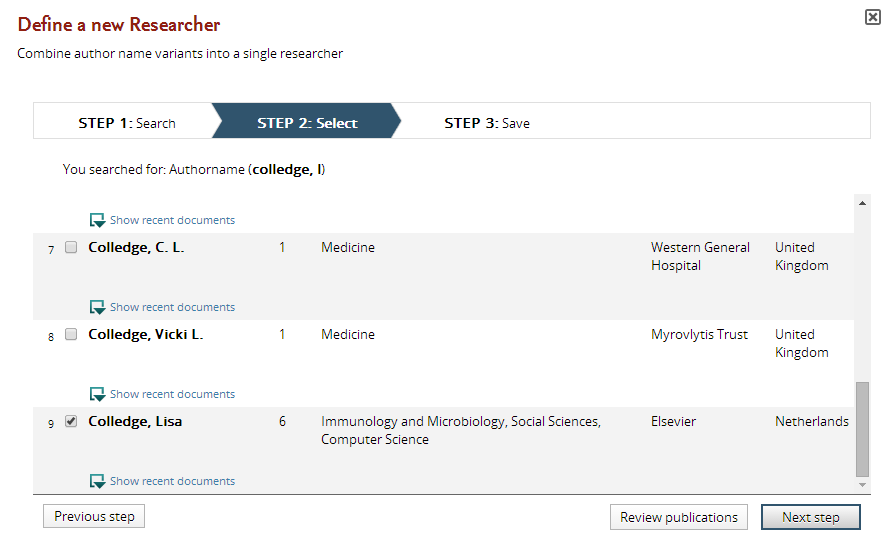 Define a new Researcher
Combine author name variants into a single researcher
STEP 1: Search
STEP 2: Select
STEP 3: Save
You searched for: Authorname (colledge, l)
Show recent documents
7 Colledge, C. L. 1 Medicine Western General United
Hospital Kingdom
Show recent documents
8 Colledge, Vicki L. 1 Medicine Myrovlytis Trust United
Kingdom
Show recent documents
9 Colledge, Lisa 6 Immunology and Microbiology, Social Sciences, Elsevier Netherlands
Computer Science
Show recent documents
Previous step
Review publications
Next step